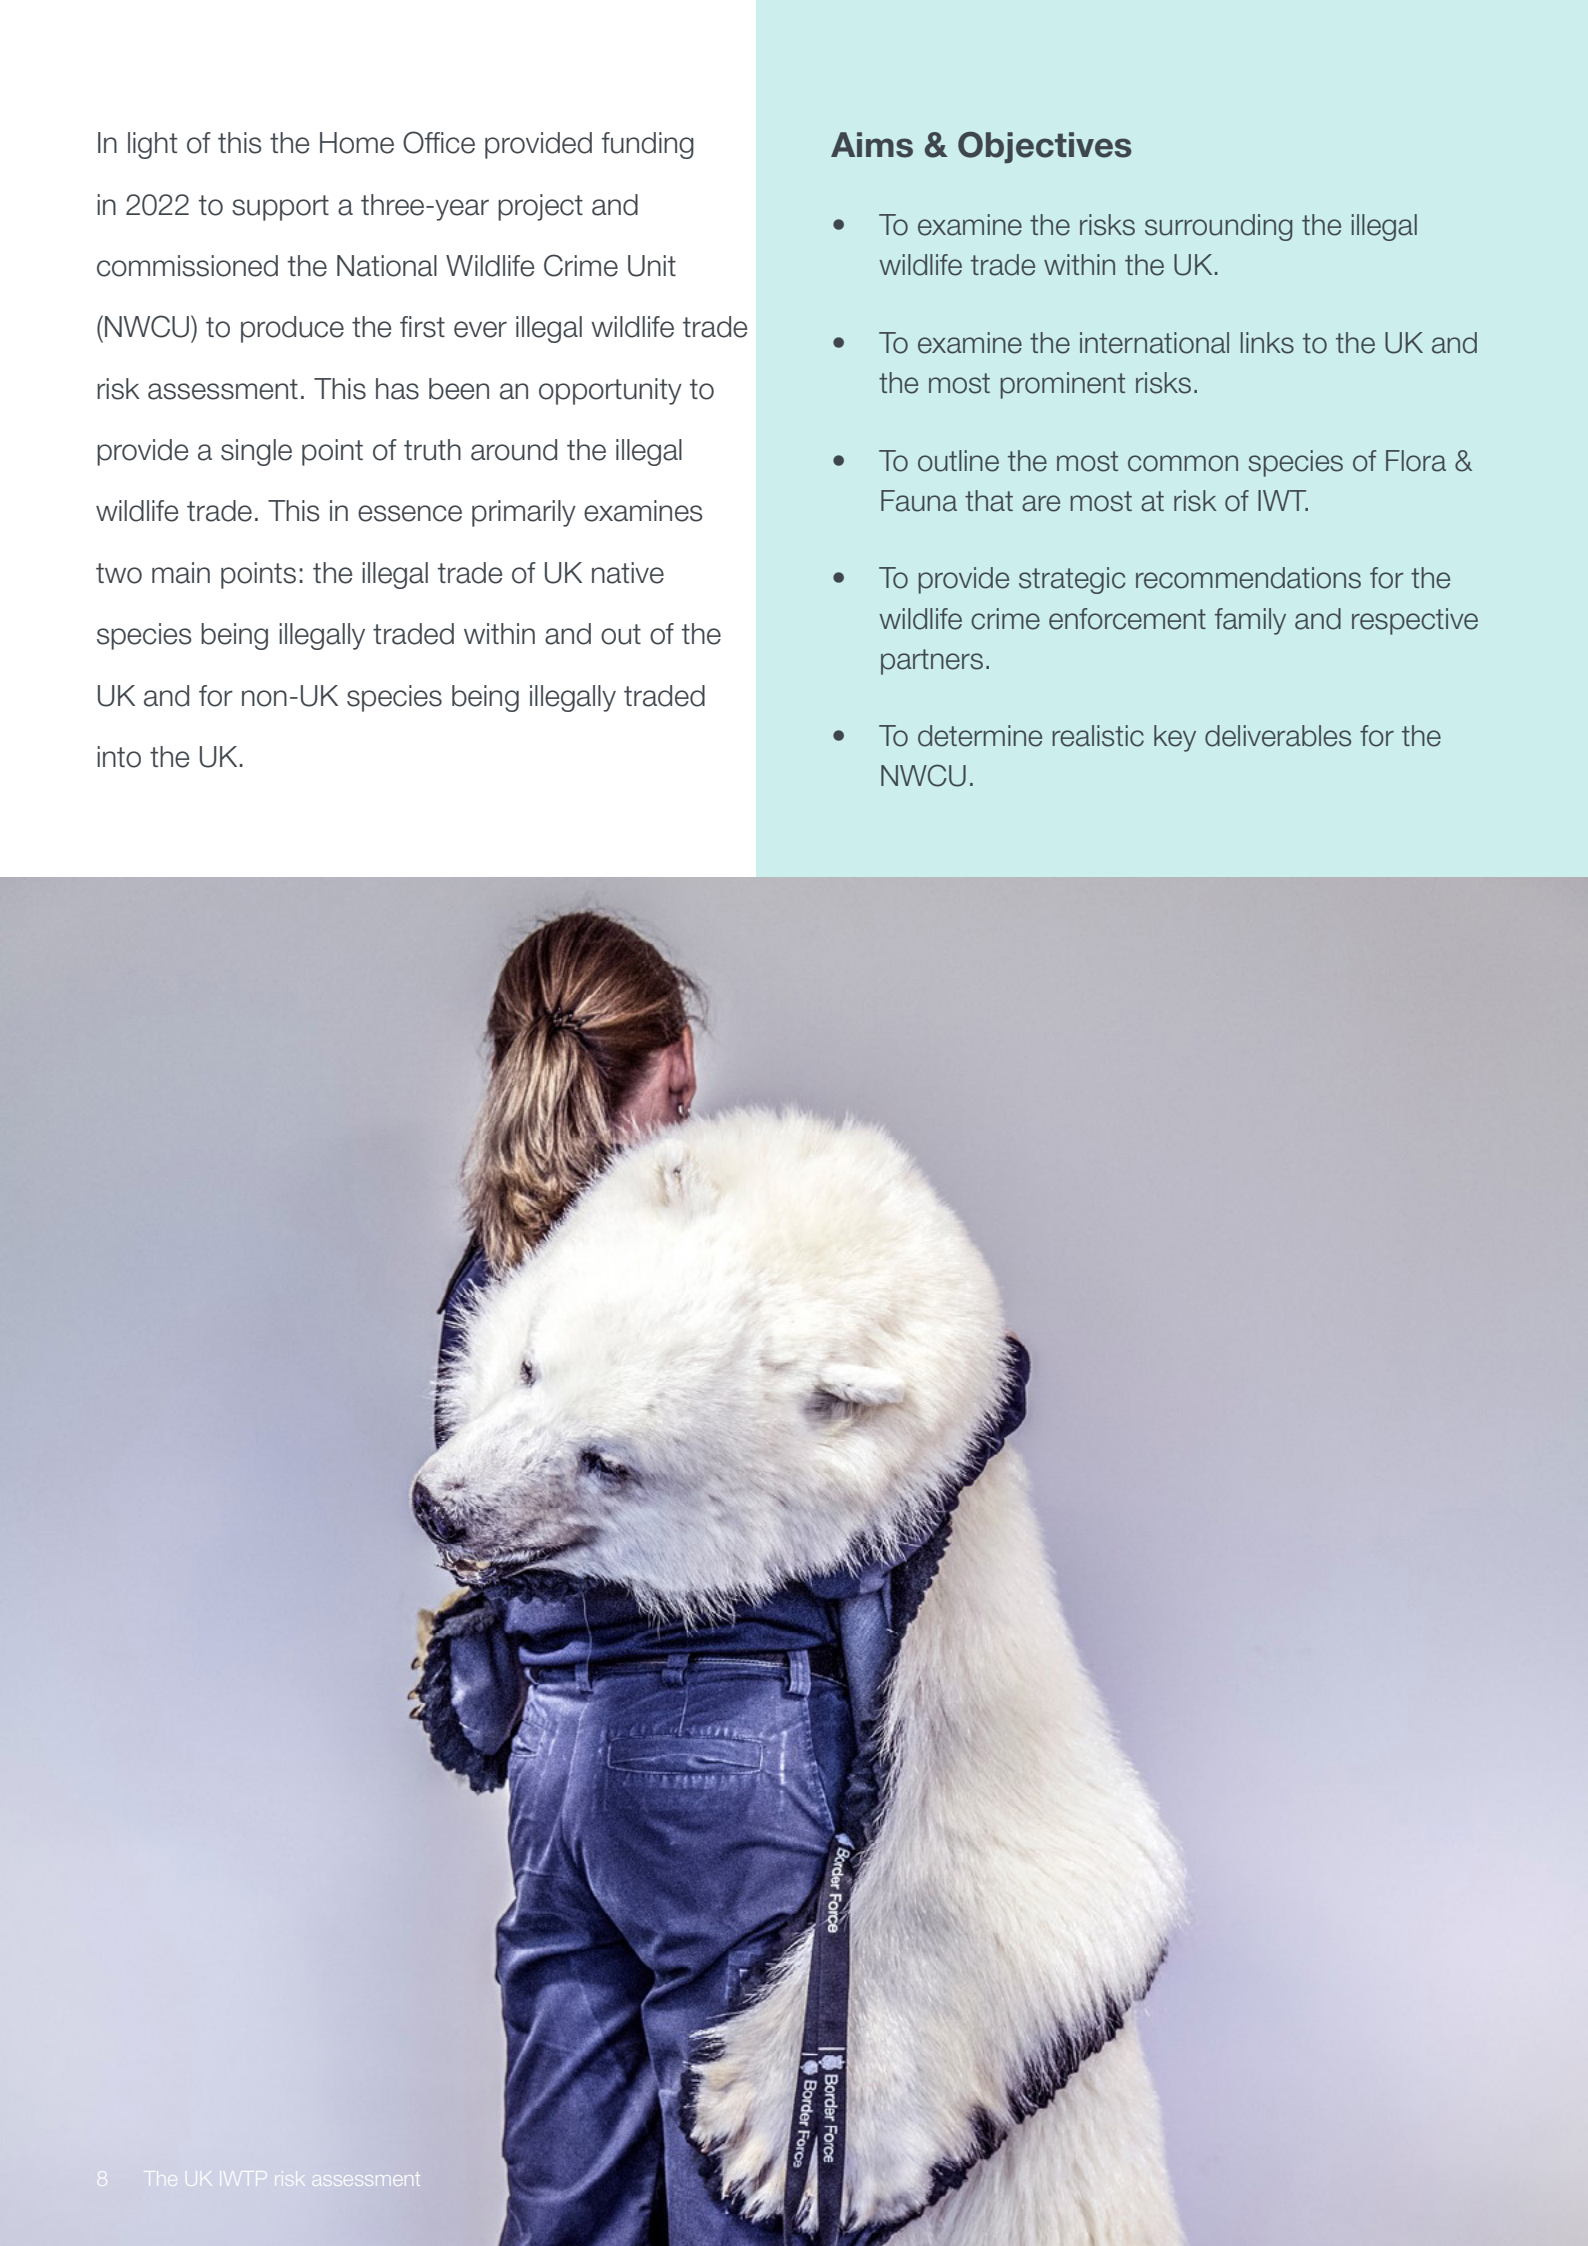 In light of this the Home Office provided funding
in 2022 to support a three-year project and
commissioned the National Wildlife Crime Unit
(NWCU) to produce the first ever illegal wildlife trade
risk assessment. This has been an opportunity to
provide a single point of truth around the illegal
wildlife trade. This in essence primarily examines
two main points: the illegal trade of UK native
species being illegally traded within and out of the
UK and for non-UK species being illegally traded
into the UK.
Aims & Objectives
• To examine the risks surrounding the illegal
wildlife trade within the UK.
• To examine the international links to the UK and
the most prominent risks.
• To outline the most common species of Flora &
Fauna that are most at risk of IWT.
• To provide strategic recommendations for the
wildlife crime enforcement family and respective
partners.
• To determine realistic key deliverables for the
NWCU.
Border Force
Border Force
Border Force
8 The UK IWTP risk assessment